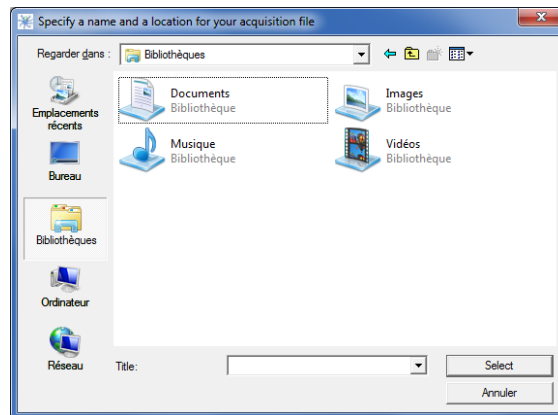 Specify a name and a location for your acquisition file
Regarder dans :
Bibliothèques
Emplacements
récents
Bureau
Bibliothèques
Ordinateur
Réseau
Documents
Bibliothèque
Images
Bibliothèque
Musique
Bibliothèque
Vidéos
Bibliothèque
Title:
Select
Annuler